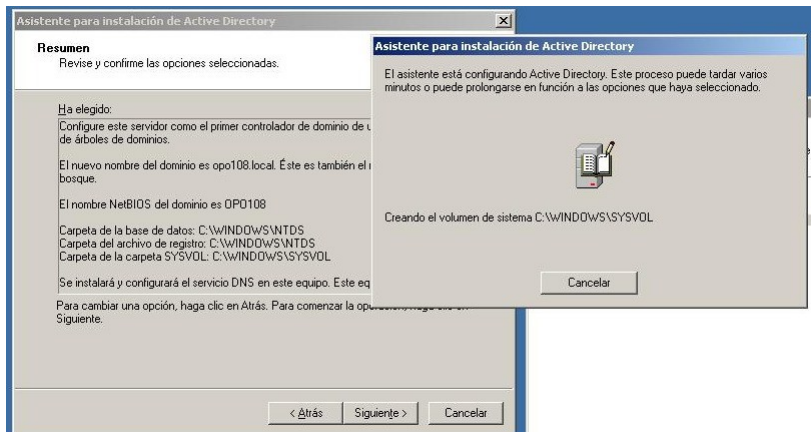 Asistente para instalación de Active Directory
Resumen
Revise y confirme las opciones seleccionadas.
Ha elegido:
Configure este servidor como el primer controlador de dominio de
de árboles de dominios.
El nuevo nombre del dominio es opo108.local. Éste es también el
bosque.
El nombre NetBIOS del dominio es OPO108
Carpeta de la base de datos: C:\WINDOWS\NTDS
Carpeta del archivo de registro: C:\WINDOWS\NTDS
Carpeta de la carpeta SYSVOL: C:\WINDOWS\SYSVOL
Se instalará y configurará el servicio DNS en este equipo. Este
Para cambiar una opción, haga clic en Atrás. Para comenzar la operación, haga clic en
Siguiente.
< Atrás
Siguiente >
Cancelar
Asistente para instalación de Active Directory
El asistente está configurando Active Directory. Este proceso puede tardar varios
minutos o puede prolongarse en función a las opciones que haya seleccionado.
Creando el volumen de sistema C:\WINDOWS\SYSVOL
Cancelar